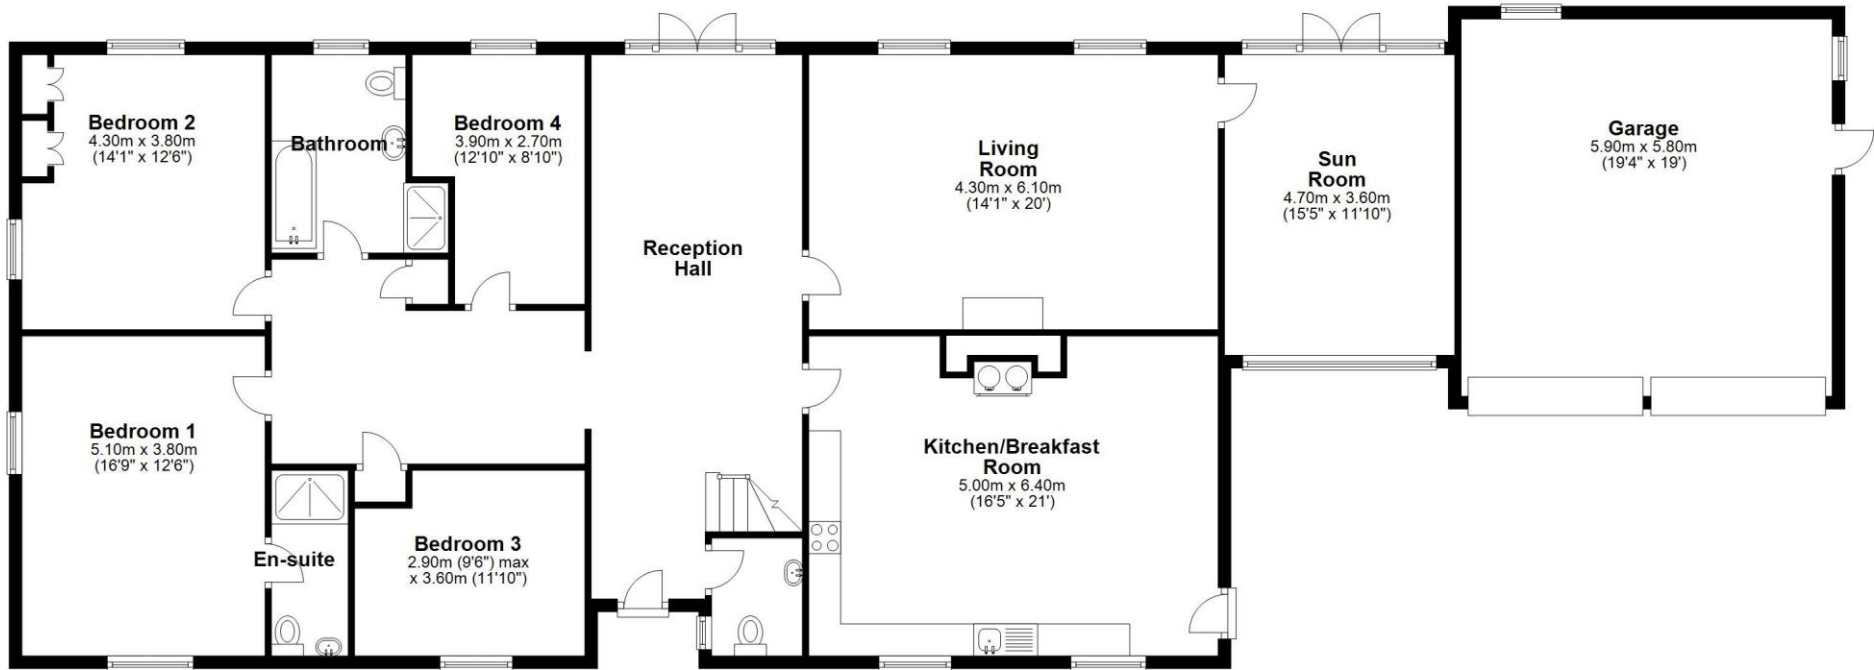 Bedroom 2
4.30m x 3.80m
(14'1" x 12'6")
Bathroom
Bedroom 4
3.90m x 2.70m
(12'10" x 8'10")
Reception
Hall
Living
Room
4.30m x 6.10m
(14'1" x 20')
Sun
Room
4.70m x 3.60m
(15'5" x 11'10")
Garage
5.90m x 5.80m
(19'4" x 19')
Bedroom 1
5.10m x 3.80m
(16'9" x 12'6")
En-suite
Bedroom 3
2.90m (9'6") max
x 3.60m (11'10")
Kitchen/Breakfast
Room
5.00m x 6.40m
(16'5" x 21')